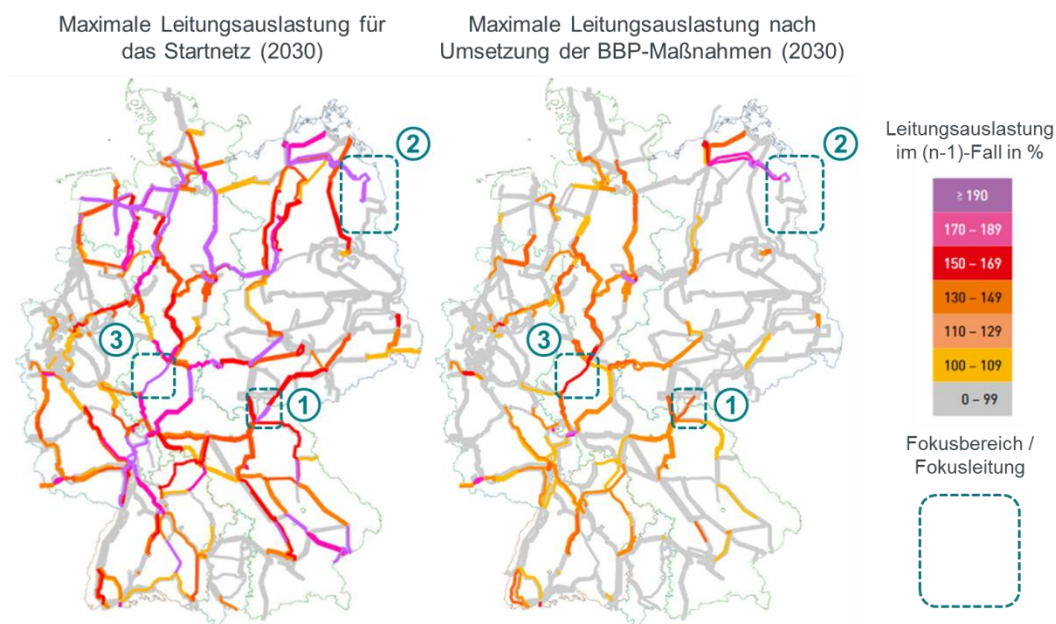 Maximale Leitungsauslastung für
das Startnetz (2030)
Maximale Leitungsauslastung nach
Umsetzung der BBP-Maßnahmen (2030)
2
3
1
2
3
1
Leitungsauslastung
im (n-1)-Fall in %
≥ 190
170 – 189
150 – 169
130 – 149
110 – 129
100 – 109
0 – 99
Fokusbereich /
Fokusleitung